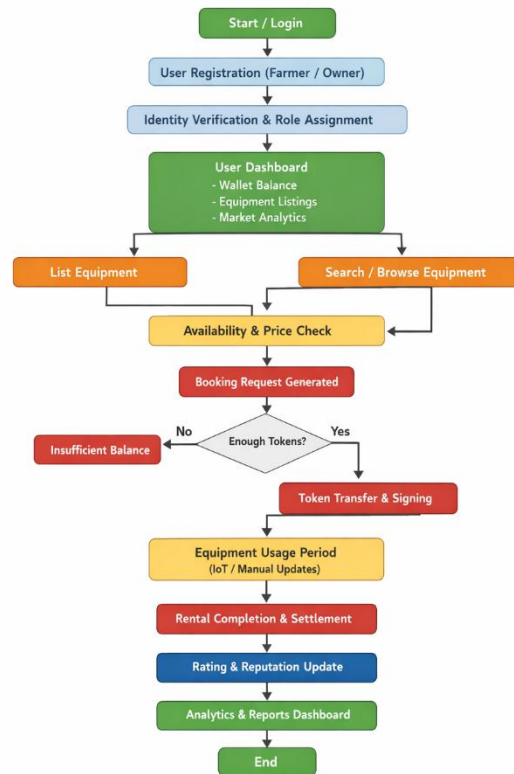 Start / Login
User Registration (Farmer / Owner)
Identity Verification & Role Assignment
User Dashboard
- Wallet Balance
- Equipment Listings
- Market Analytics
List Equipment
Search / Browse Equipment
Availability & Price Check
Booking Request Generated
No
Enough Tokens?
Yes
Insufficient Balance
Token Transfer & Signing
Equipment Usage Period
(IoT / Manual Updates)
Rental Completion & Settlement
Rating & Reputation Update
Analytics & Reports Dashboard
End